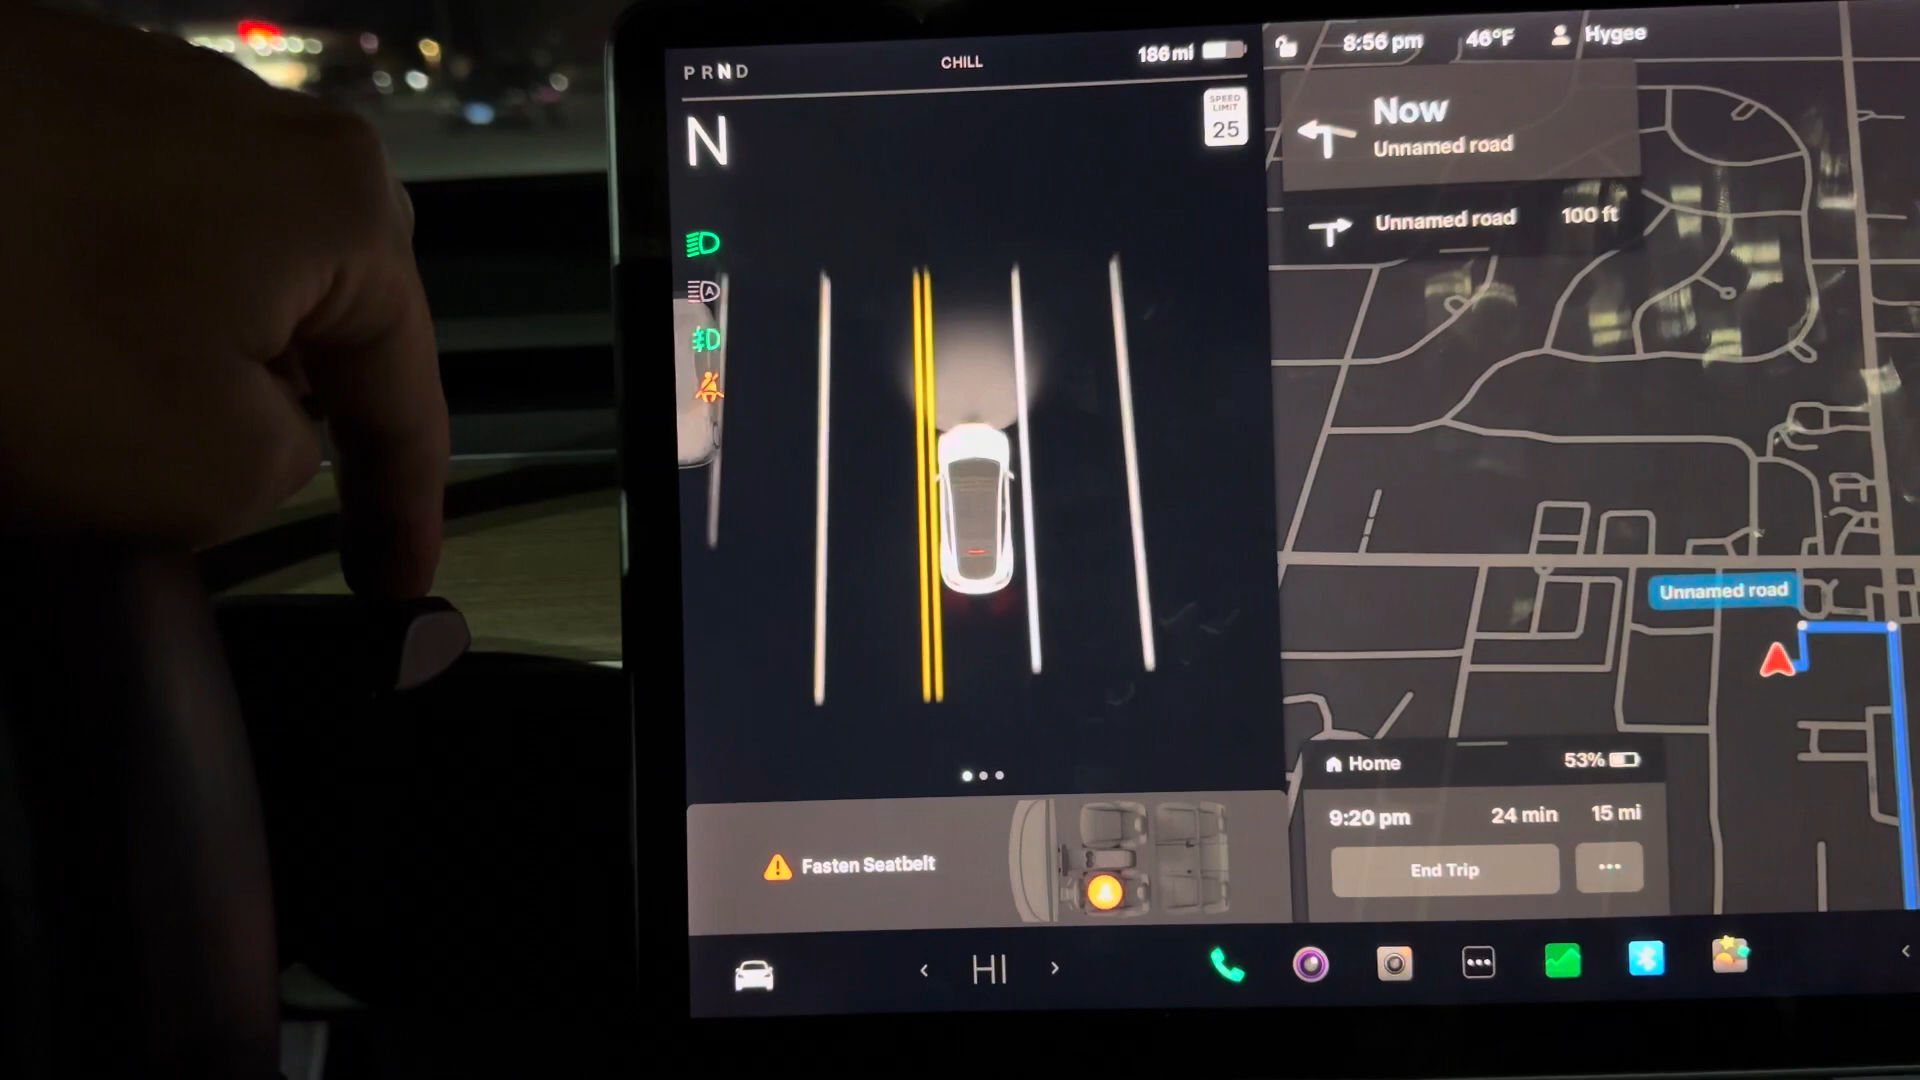 PRND
CHILL
186 mi
N
SPEED
LIMIT
25
8:56 pm
46°F
Hygee
Now
Unnamed road
Unnamed road
100 ft
Unnamed road
Home
53%
9:20 pm
24 min
15 mi
End Trip
Fasten Seatbelt
HI